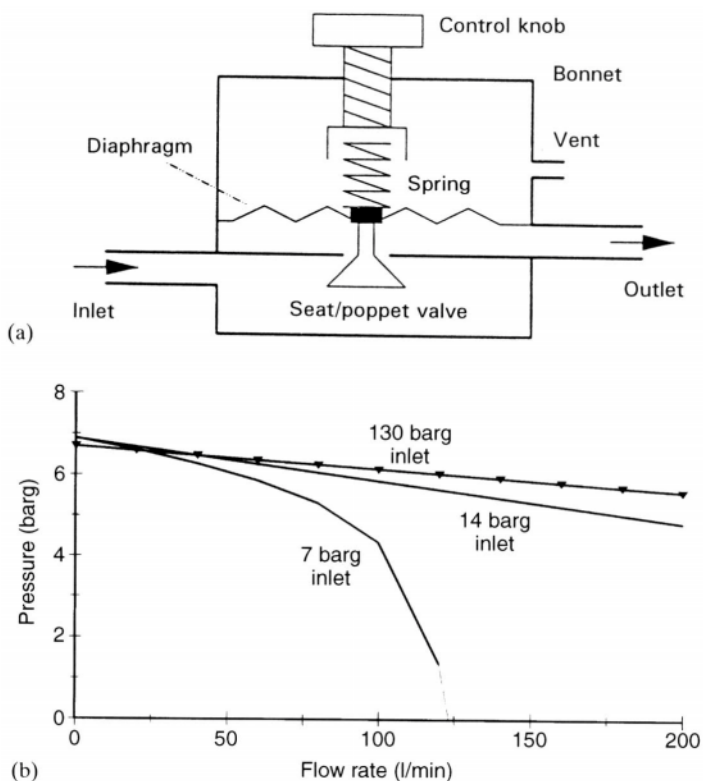 Control knob
Bonnet
Vent
Diaphragm
Spring
Inlet
Seat/poppet valve
Outlet
(a)
8
6
4
2
0
Pressure (barg)
130 barg
inlet
14 barg
inlet
7 barg
inlet
0
50
100
150
200
Flow rate (l/min)
(b)